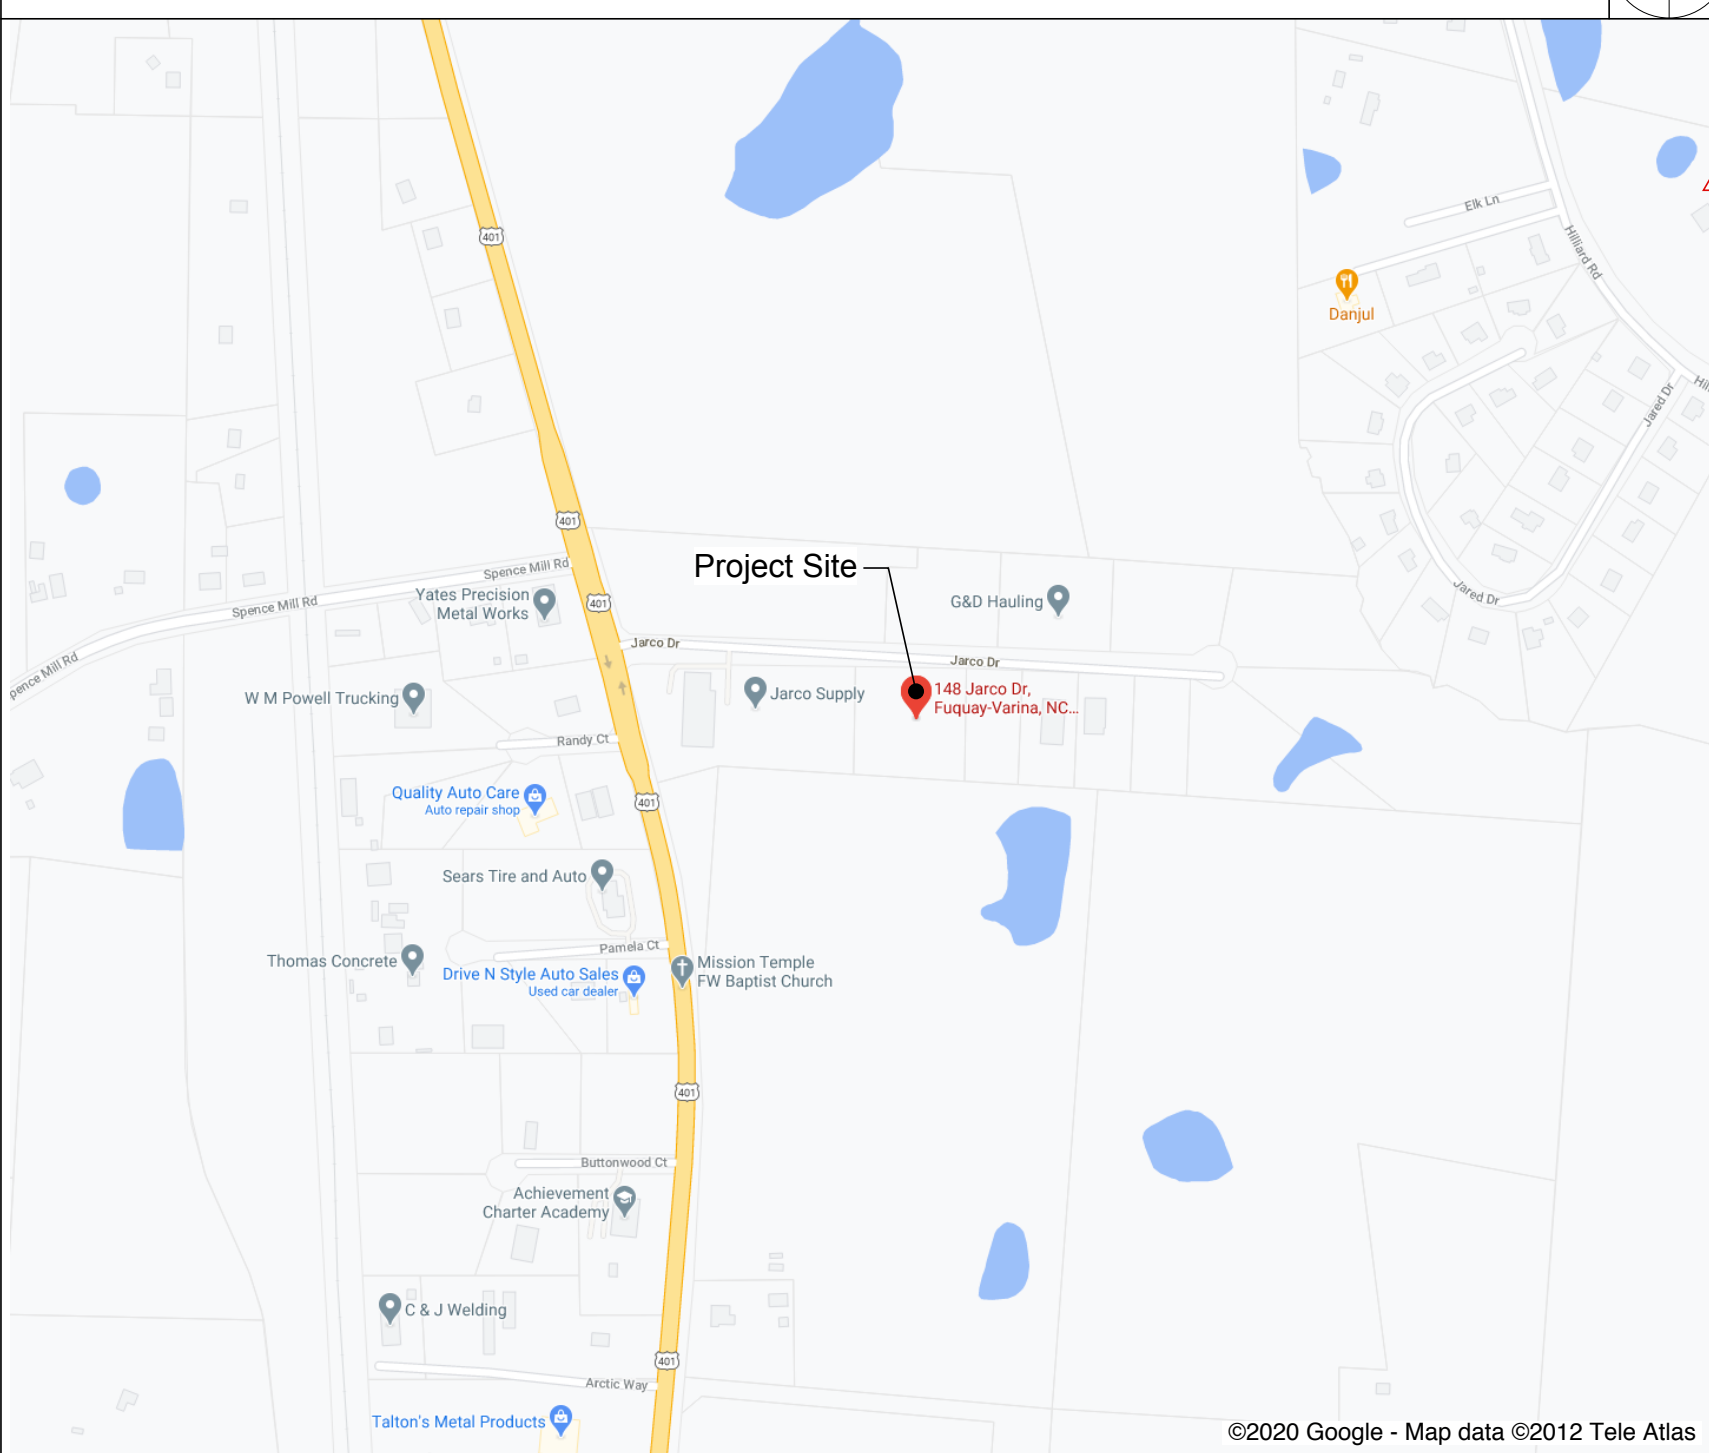 401
Elk Ln
Hilliard Rd
Danjul
Jared Dr
401
Project Site
Spence Mill Rd
Spence Mill Rd
Yates Precision
Metal Works
401
G&D Hauling
Jared Dr
Jarco Dr
Jarco Dr
pence Mill Rd
W M Powell Trucking
Jarco Supply
148 Jarco Dr,
Fuquay-Varina, NC...
Randy Ct
Quality Auto Care
Auto repair shop
401
Sears Tire and Auto
Pamela Ct
Thomas Concrete
Drive N Style Auto Sales
Used car dealer
Mission Temple
FW Baptist Church
401
Buttonwood Ct
Achievement
Charter Academy
C & J Welding
401
Arctic Way
Talton's Metal Products
©2020 Google - Map data ©2012 Tele Atlas